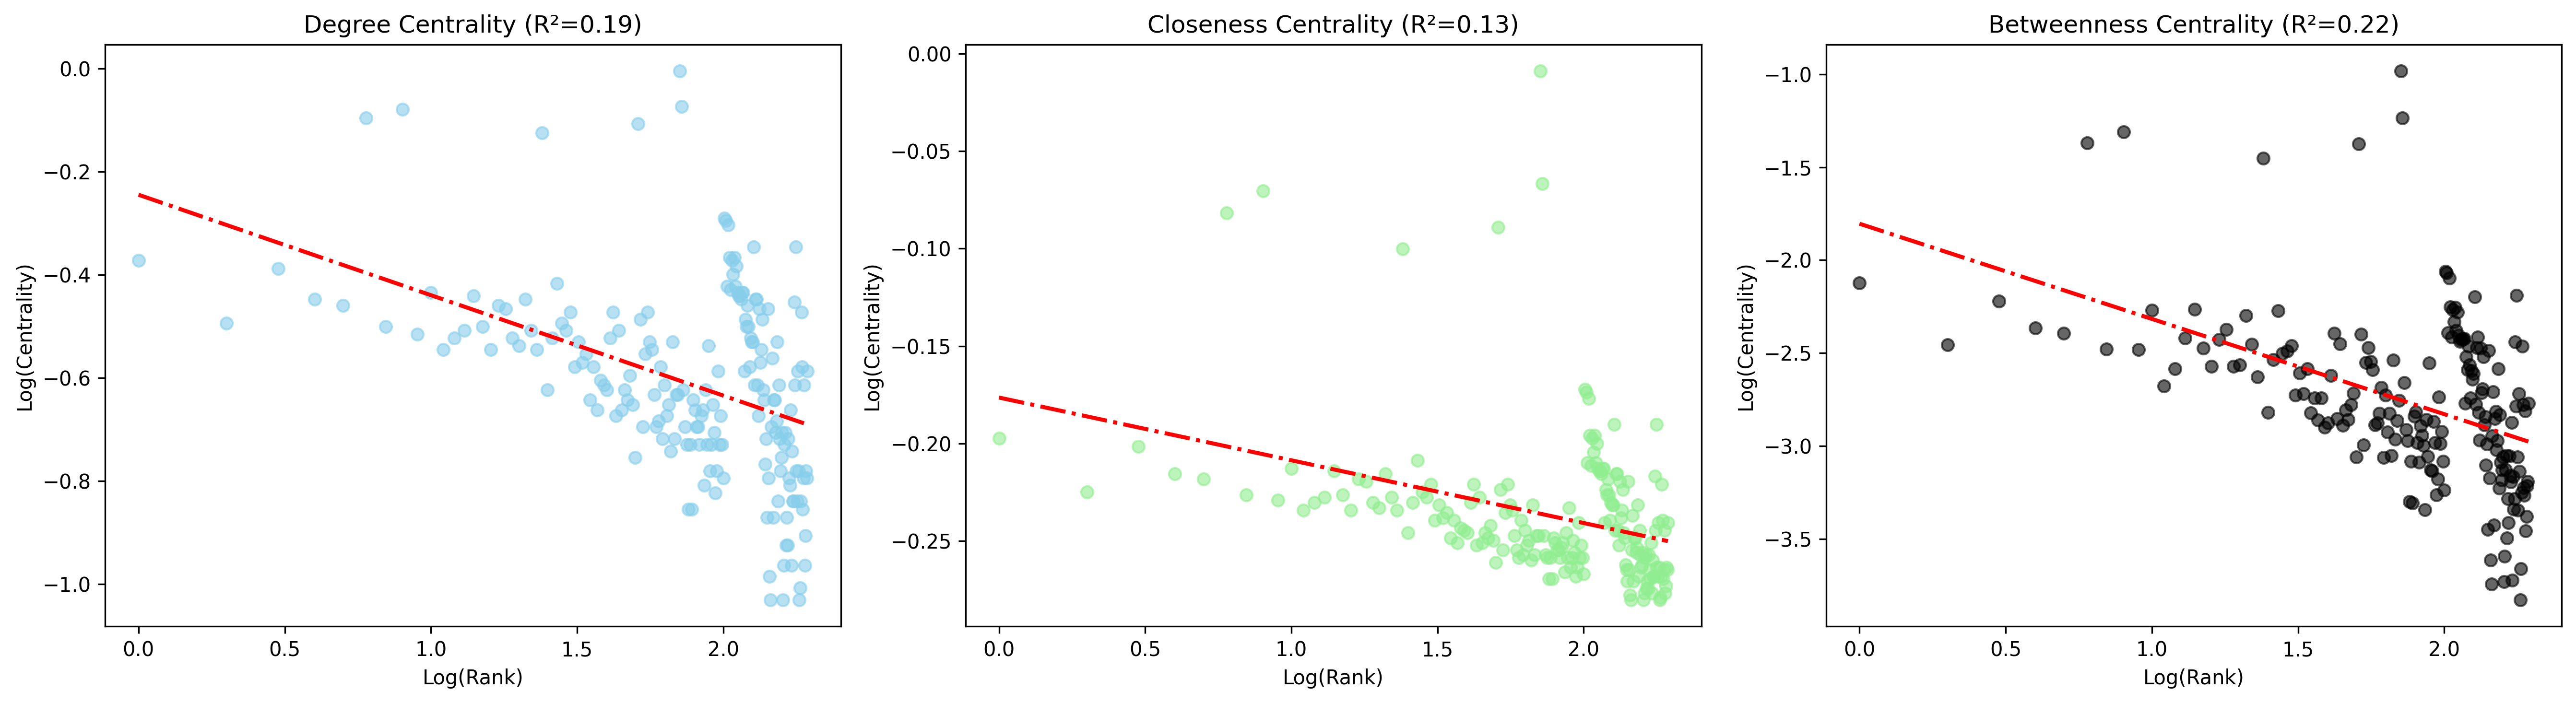 Degree Centrality (R²=0.19)
Log(Centrality)
0.0
−0.2
−0.4
−0.6
−0.8
−1.0
0.0 0.5 1.0 1.5 2.0
Log(Rank)
Closeness Centrality (R²=0.13)
Log(Centrality)
0.00
−0.05
−0.10
−0.15
−0.20
−0.25
0.0 0.5 1.0 1.5 2.0
Log(Rank)
Betweenness Centrality (R²=0.22)
Log(Centrality)
−1.0
−1.5
−2.0
−2.5
−3.0
−3.5
0.0 0.5 1.0 1.5 2.0
Log(Rank)